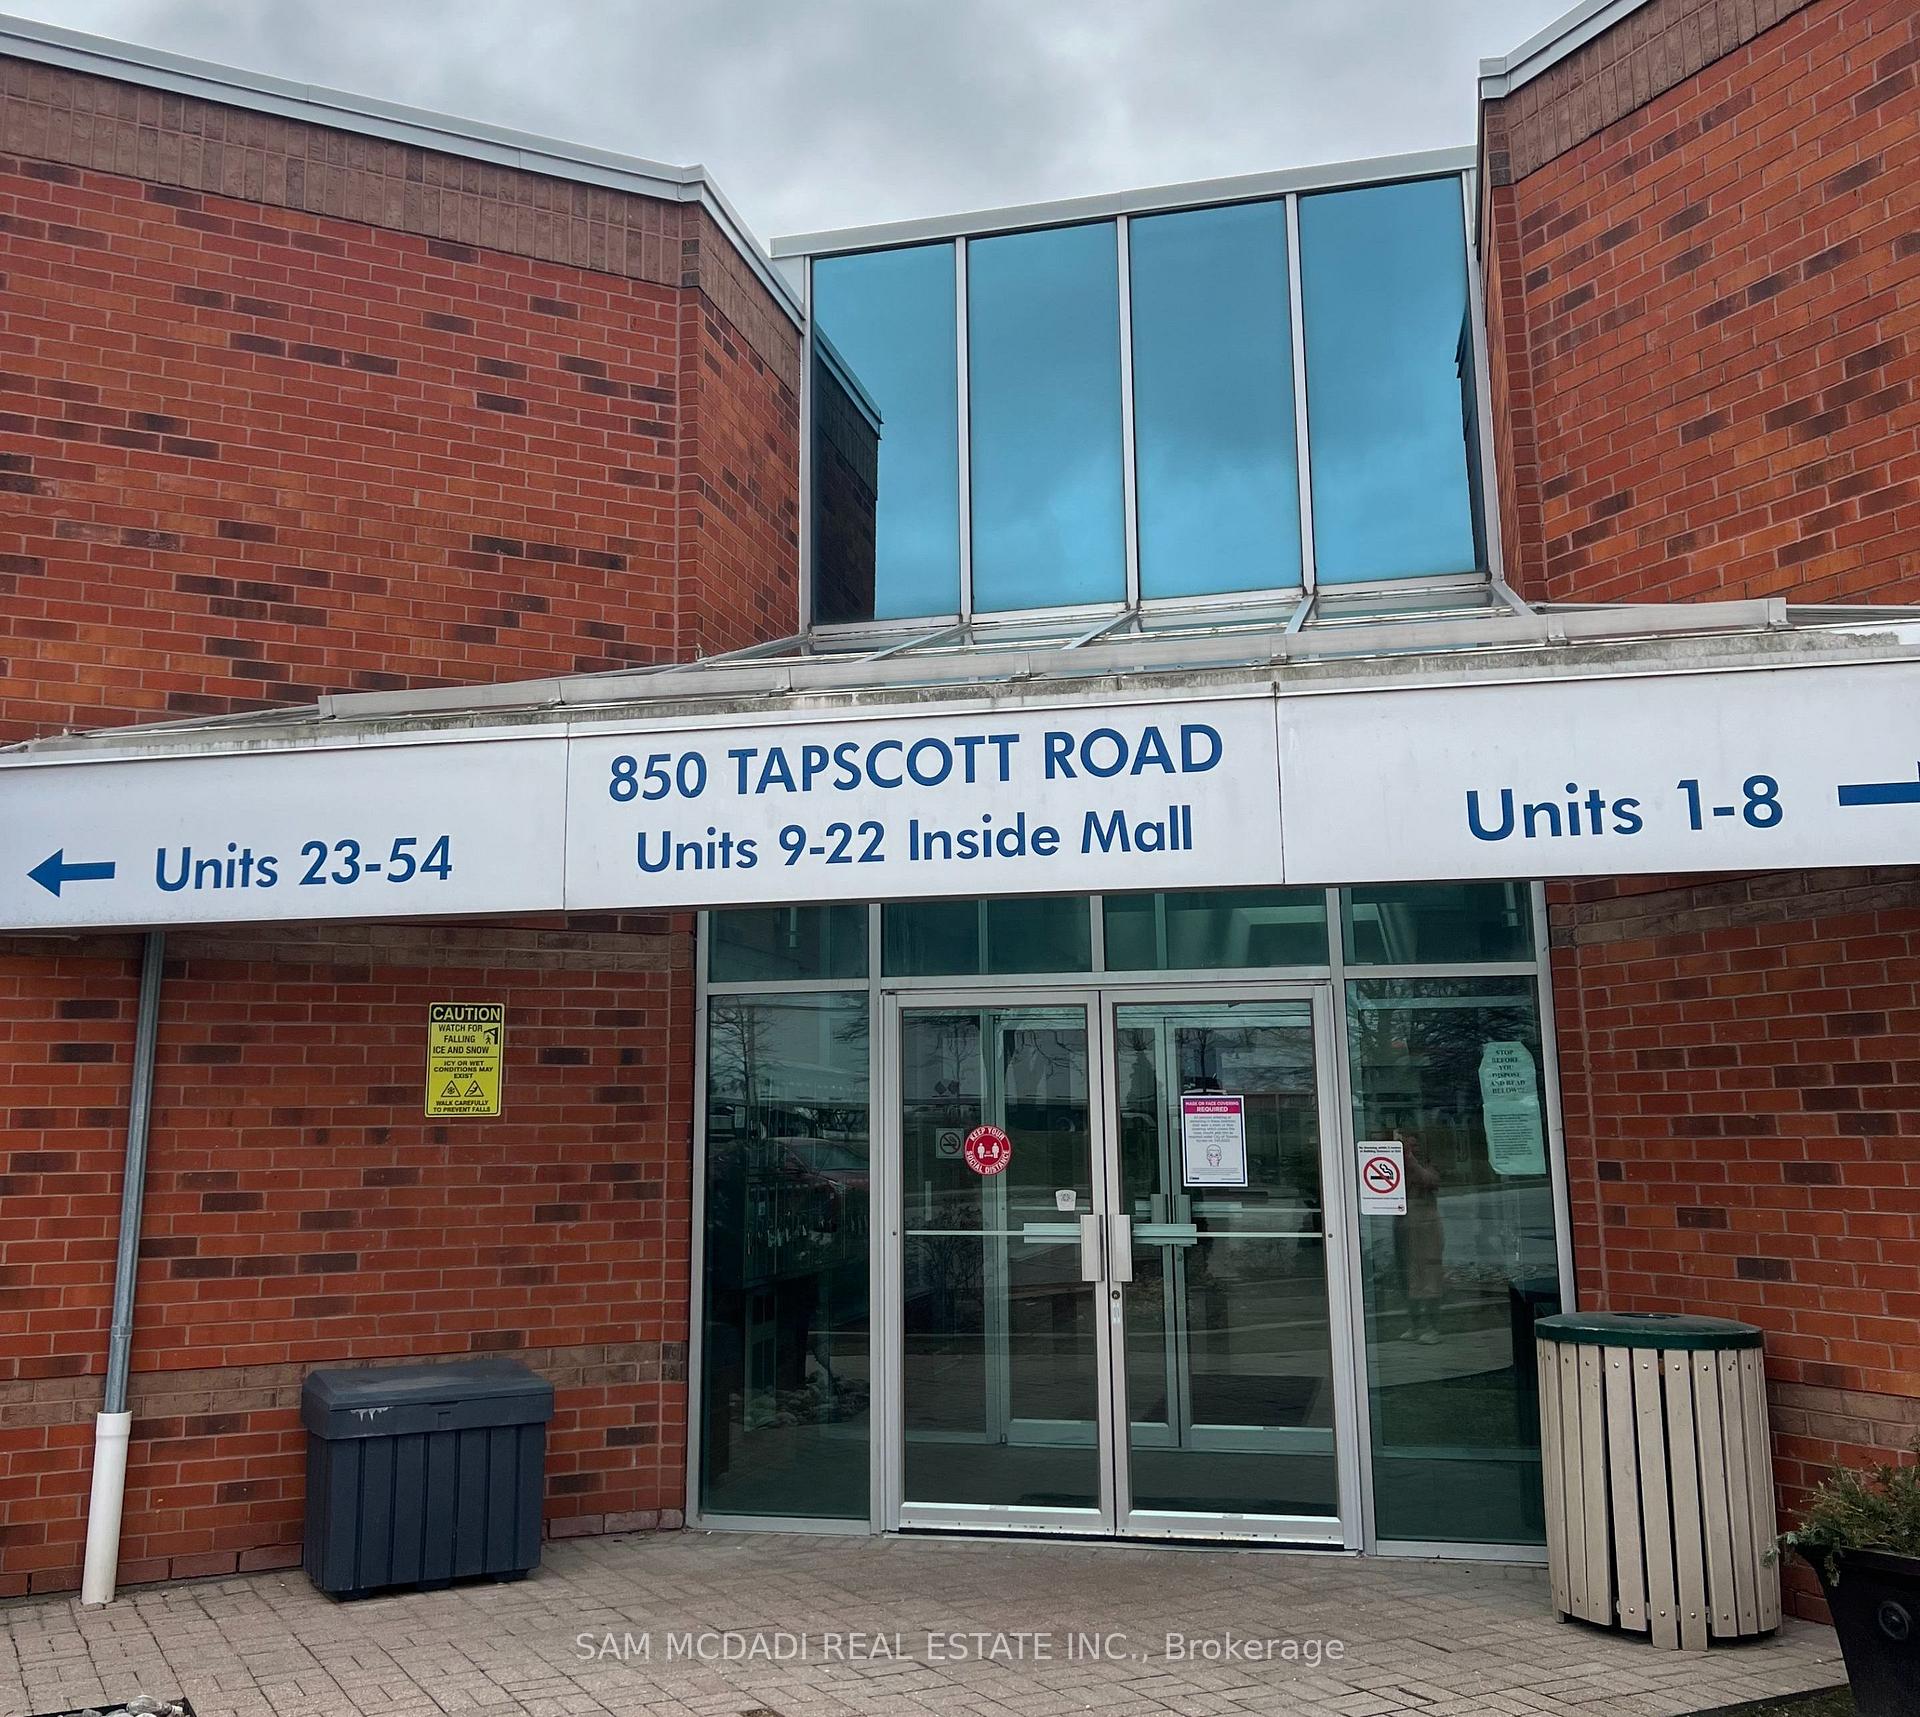 850 TAPSCOTT ROAD
Units 9-22 Inside Mall
Units 23-54
Units 1-8
CAUTION
WATCH FOR
FALLING
ICE AND SNOW
ICY OR WET
CONDITIONS MAY
EXIST
WALK CAREFULLY
TO PREVENT FALLS
KEEP YOUR
SOCIAL DISTANCE
MASK OR FACE COVERING
REQUIRED
STOP
BEFORE
YOU
DISPOSE
AND READ
BELOW
SAM MCDADI REAL ESTATE INC., Brokerage